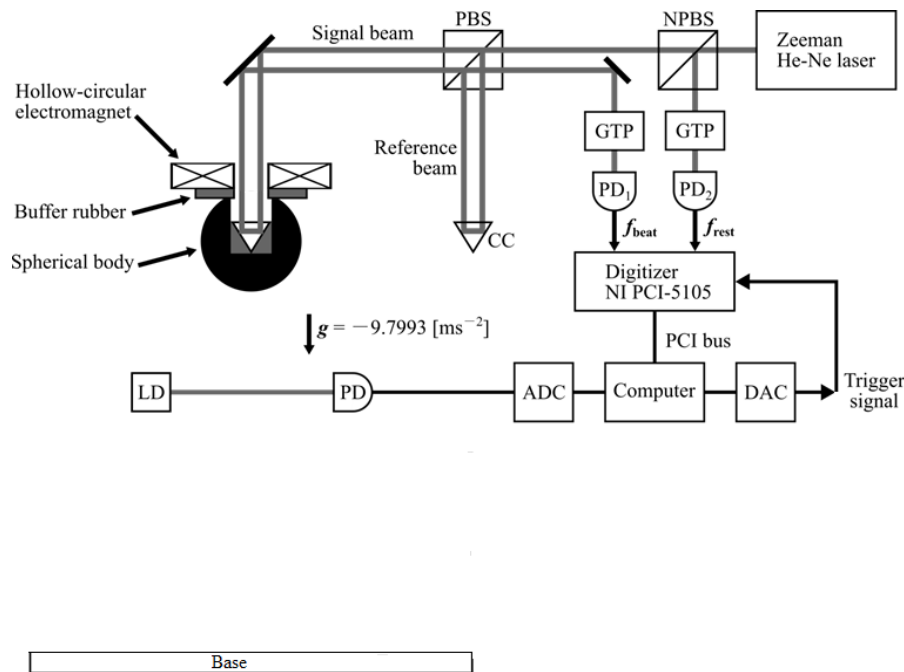 PBS
NPBS
Signal beam
Zeeman
He-Ne laser
Hollow-circular
electromagnet
GTP
GTP
Reference
beam
Buffer rubber
PD1
PD2
CC
fbeat
frest
Spherical body
Digitizer
NI PCI-5105
g = −9.7993 [ms−2]
PCI bus
LD
PD
ADC
Computer
DAC
Trigger
signal
Base